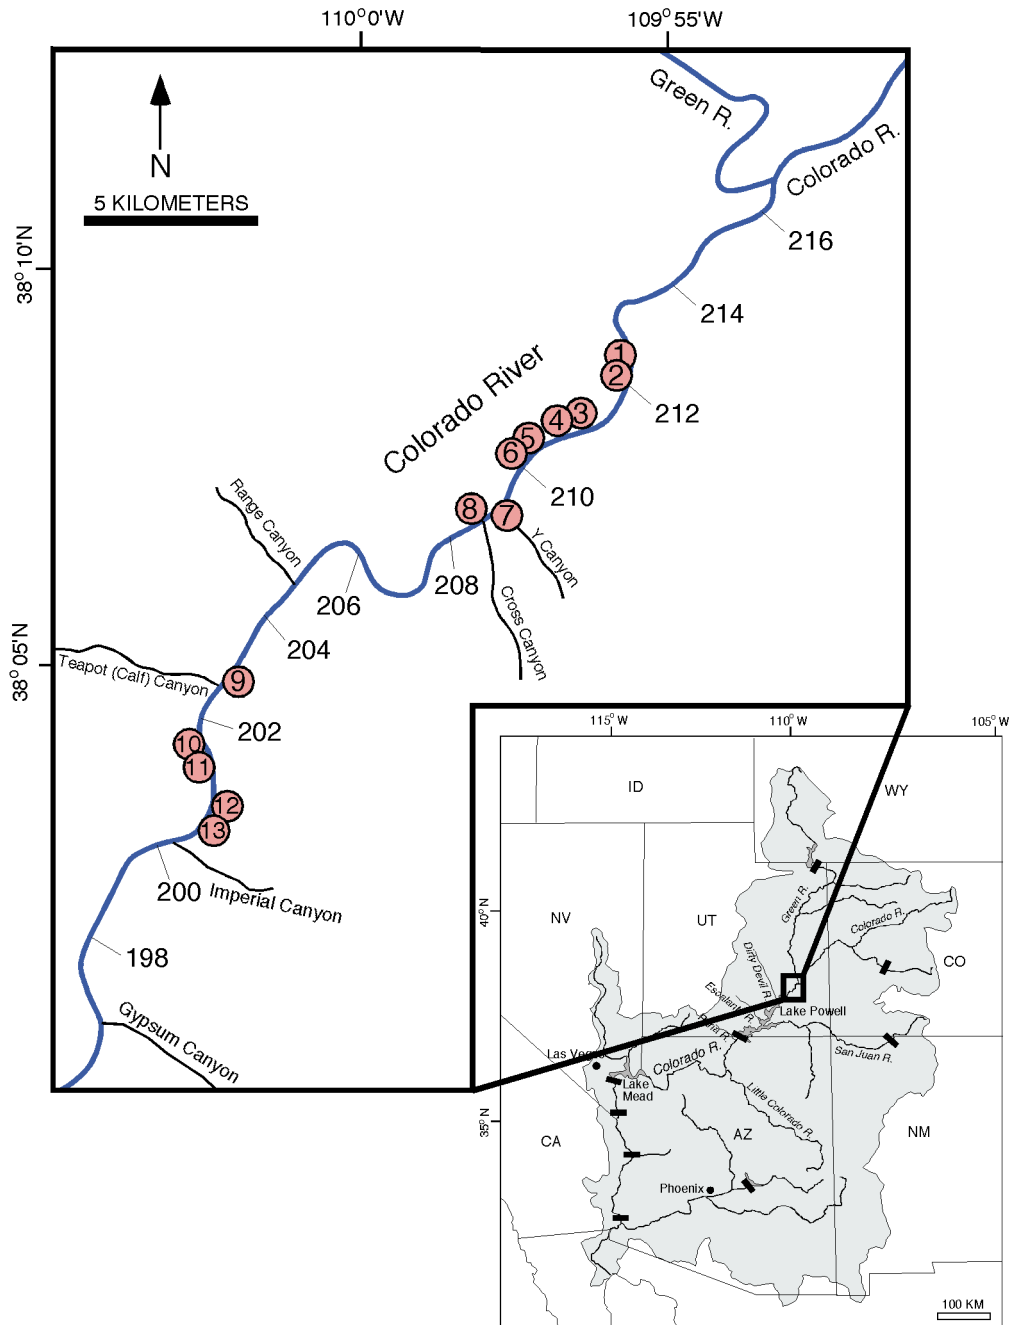 110°0'W
109°55'W
Green R.
Colorado R.
N
5 KILOMETERS
216
38°10'N
214
1
2
212
Colorado River
3
4
5
6
210
8
7
Range Canyon
Y Canyon
208
206
Cross Canyon
204
38°05'N
Teapot (Calf) Canyon
9
202
10
11
12
13
200
Imperial Canyon
198
Gypsum Canyon
115°W
110°W
105°W
ID
WY
40°N
NV
UT
Green R.
Colorado R.
CO
Dirty Devil R.
Escalante R.
Paria R.
Lake Powell
San Juan R.
Las Vegas
Colorado R.
Lake
Mead
Little Colorado R.
35°N
CA
AZ
NM
Phoenix
100 KM